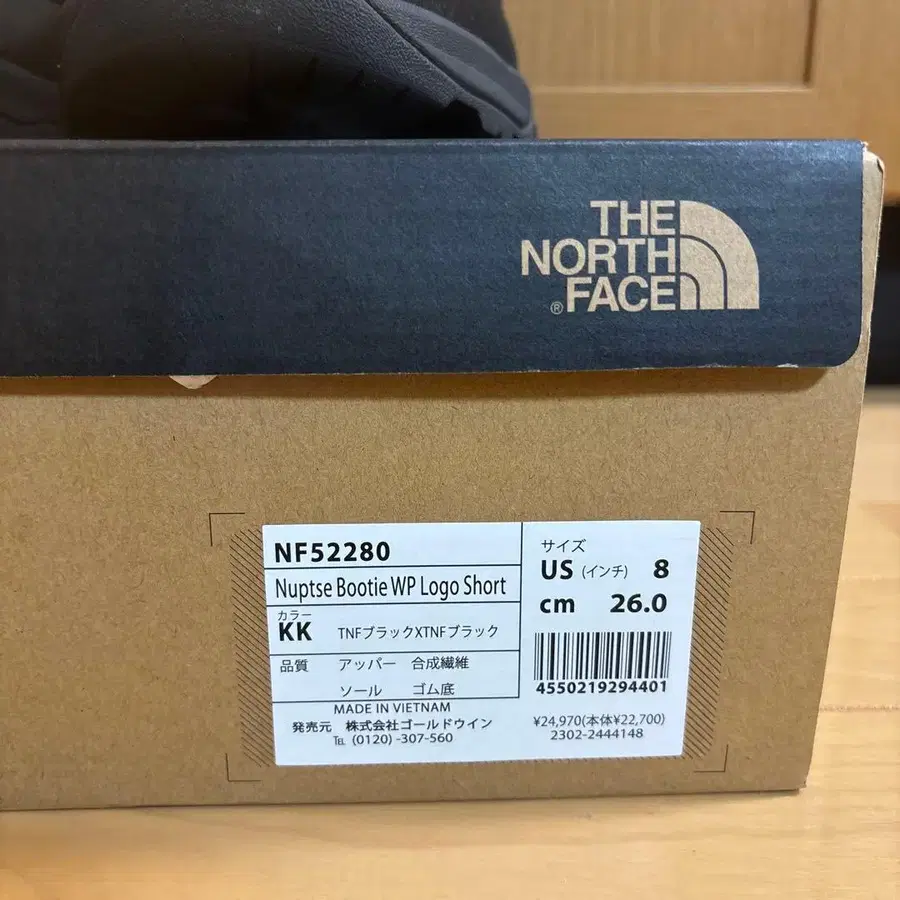 THE
NORTH
FACE
®
NF52280
Nuptse Bootie WP Logo Short
カラー
KK TNFブラックXTNFブラック
品質 アッパー 合成繊維
ソール ゴム底
MADE IN VIETNAM
発売元 株式会社ゴールドウイン
℡ (0120) -307-560
サイズ
US (インチ) 8
cm 26.0
4550219294401
¥24,970(本体¥22,700)
2302-2444148